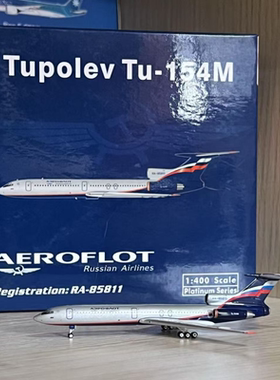 Tupolev Tu-154M
AEROFLOT
Russian Airlines
1:400 Scale
Platinum Series
Registration: RA-85811